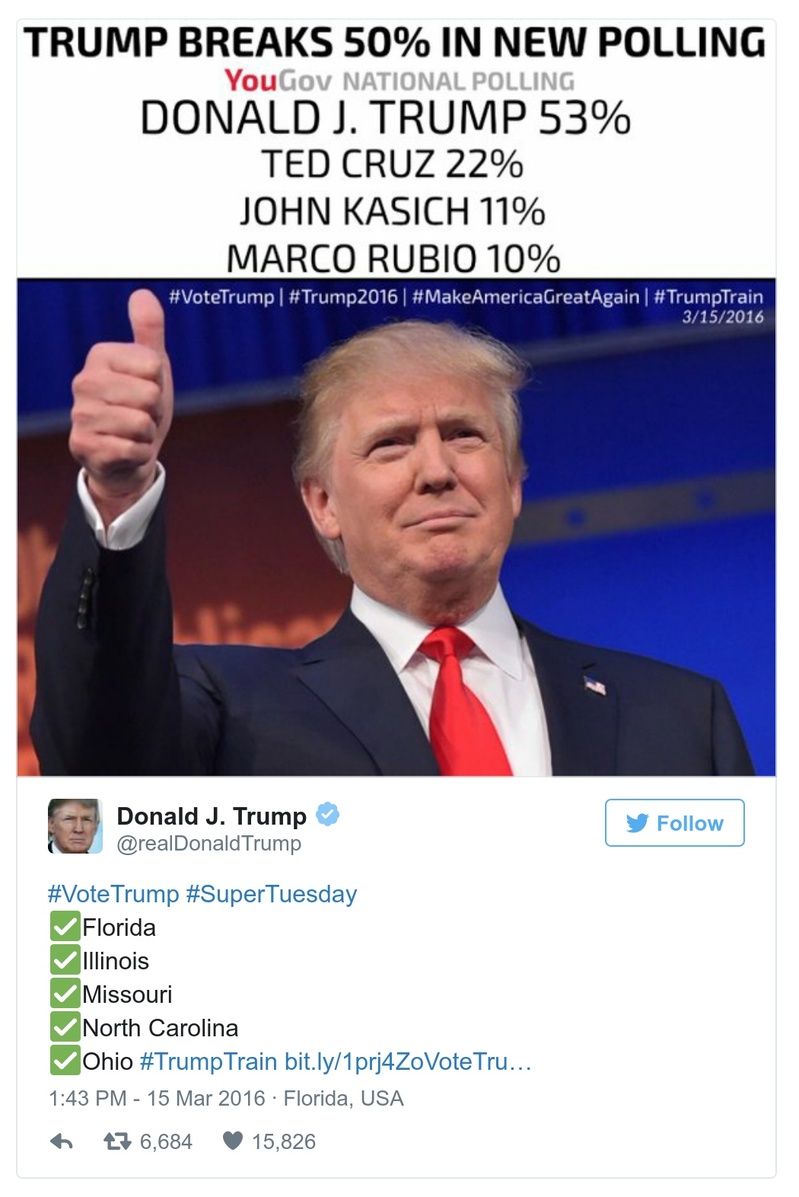 TRUMP BREAKS 50% IN NEW POLLING
YouGov NATIONAL POLLING
DONALD J. TRUMP 53%
TED CRUZ 22%
JOHN KASICH 11%
MARCO RUBIO 10%
#VoteTrump | #Trump2016 | #MakeAmericaGreatAgain | #TrumpTrain
3/15/2016
Donald J. Trump
@realDonaldTrump
Follow
#VoteTrump #SuperTuesday
✅Florida
✅Illinois
✅Missouri
✅North Carolina
✅Ohio #TrumpTrain bit.ly/1prj4ZoVoteTru…
1:43 PM - 15 Mar 2016 · Florida, USA
6,684 15,826